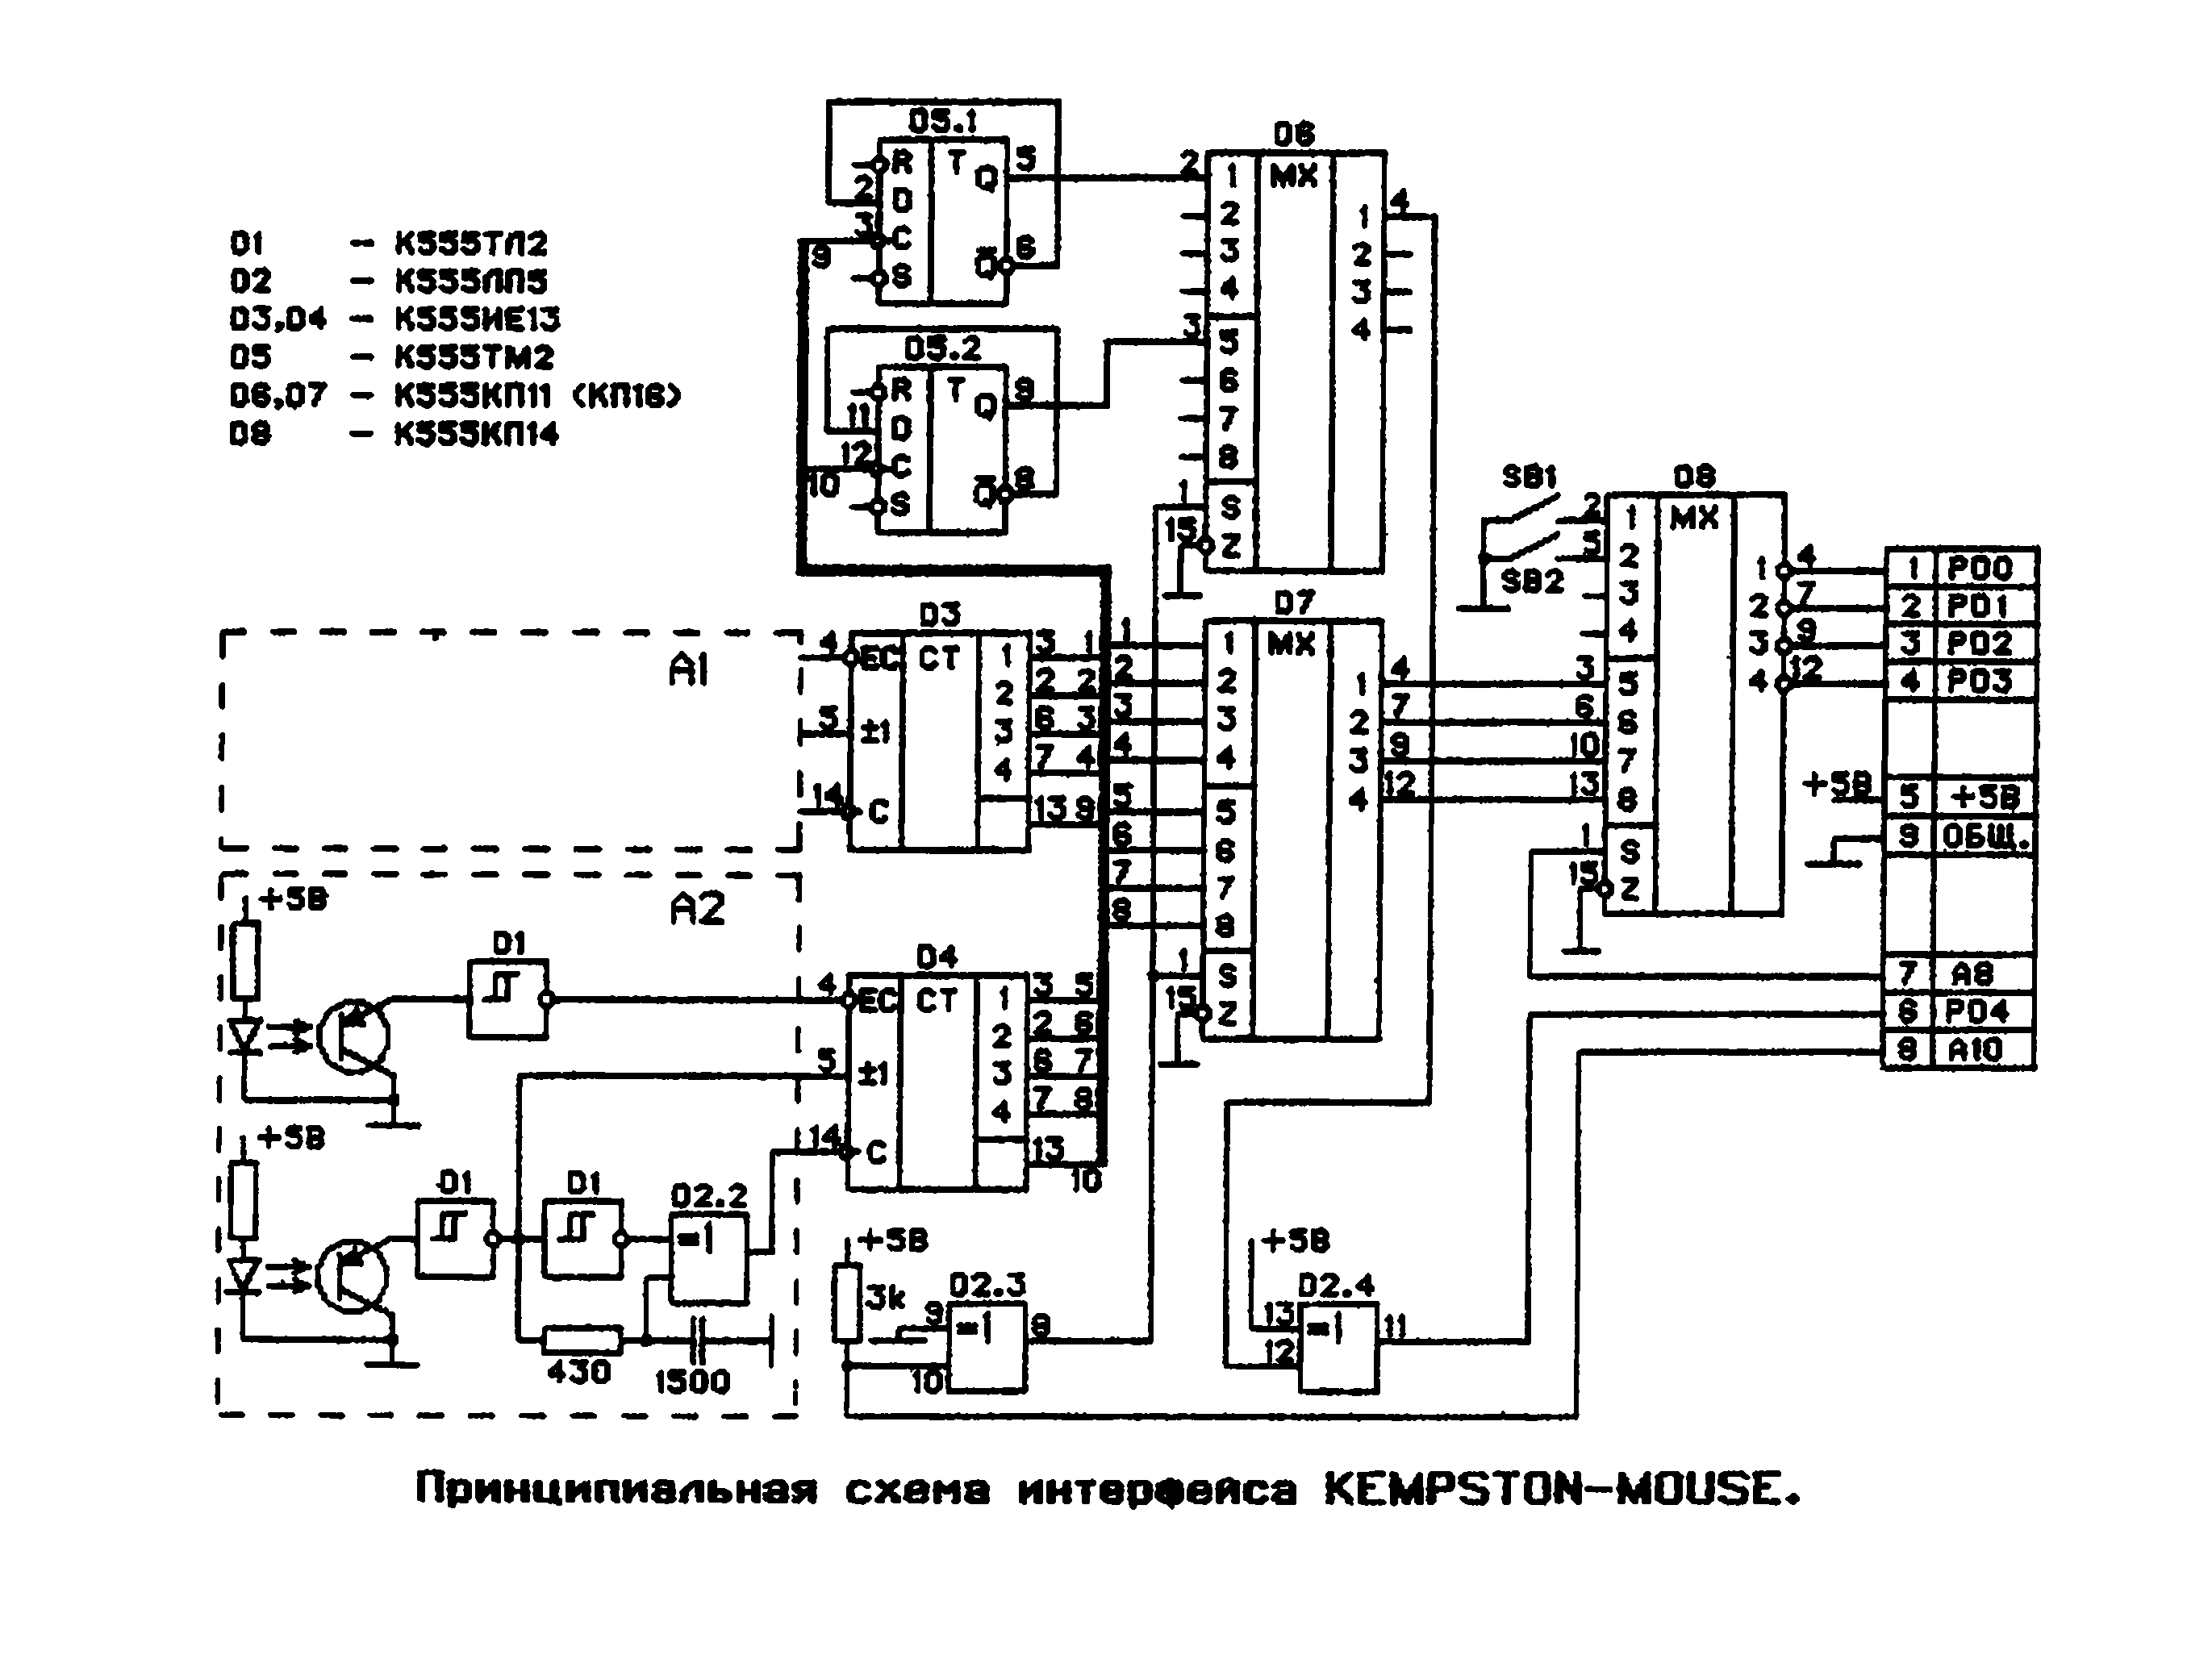 D1 - К555ТЛ2
D2 - К555ЛП5
D3,D4 - К555ИЕ13
D5 - К555ТМ2
D6,D7 - К555КП11 (КП16)
D8 - К555КП14
D5.1
R T 5
Q
2 D
3 C
9
S Q 6
D5.2
R T 9
Q
11 D
12 C
10
S Q 8
D6
2 1 MX
2 1 4
3 2
4 3
3 5 4
6
7
8
1 S
15 Z
D7
1 1 MX
2 2 1 4
3 3 2 7
4 4 3 9
5 5 4 12
6 6
7 7
8 8
1 S
15 Z
SB1
SB2
D8
2 1 MX
5 2 1 4
3 2 7
4 3 9
3 5 4 12
6 6
10 7
13 8
1 S
15 Z
1 PD0
2 PD1
3 PD2
4 PD3
+5В
5 +5В
9 ОБЩ.
7 A8
6 PD4
8 A10
A1
D3
4 EC CT 1 3 1
2 2 2
5 ±1 3 6 3
4 7 4
14 C 13 9
A2
+5В
D1
D4
4 EC CT 1 3 5
2 2 6
5 ±1 3 6 7
4 7 8
14 C 13
10
+5В
D1
D1
D2.2
=1
430
1500
+5В
3k
D2.3
9 =1 8
10
+5В
D2.4
13 =1 11
12
Принципиальная схема интерфейса KEMPSTON-MOUSE.